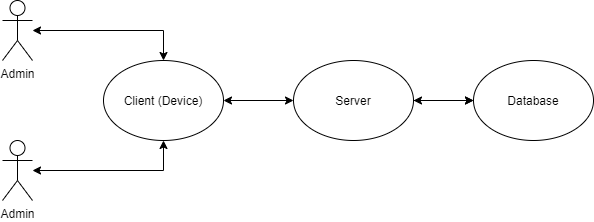 Admin
Client (Device)
Server
Database
Admin